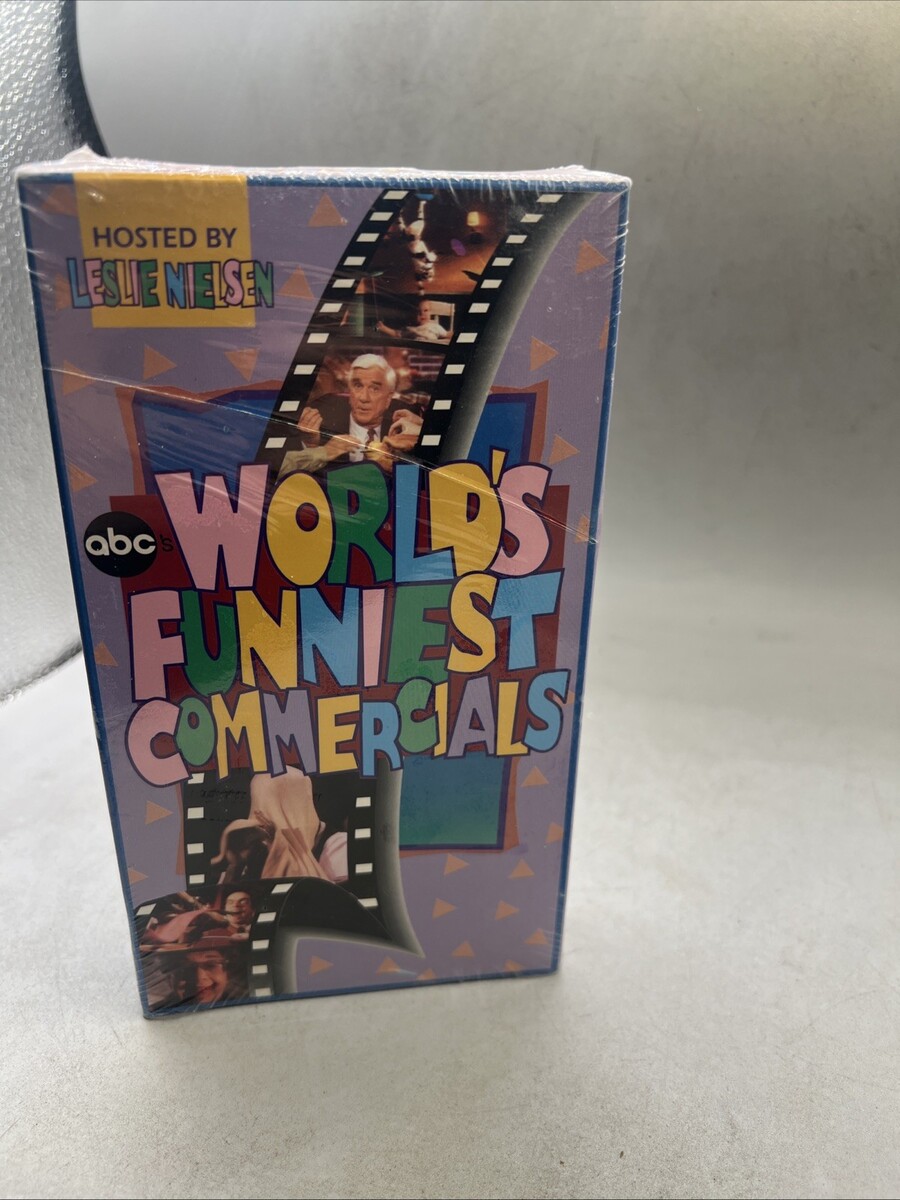 HOSTED BY
LESLIE NIELSEN
abc's WORLD'S
FUNNIEST
COMMERCIALS